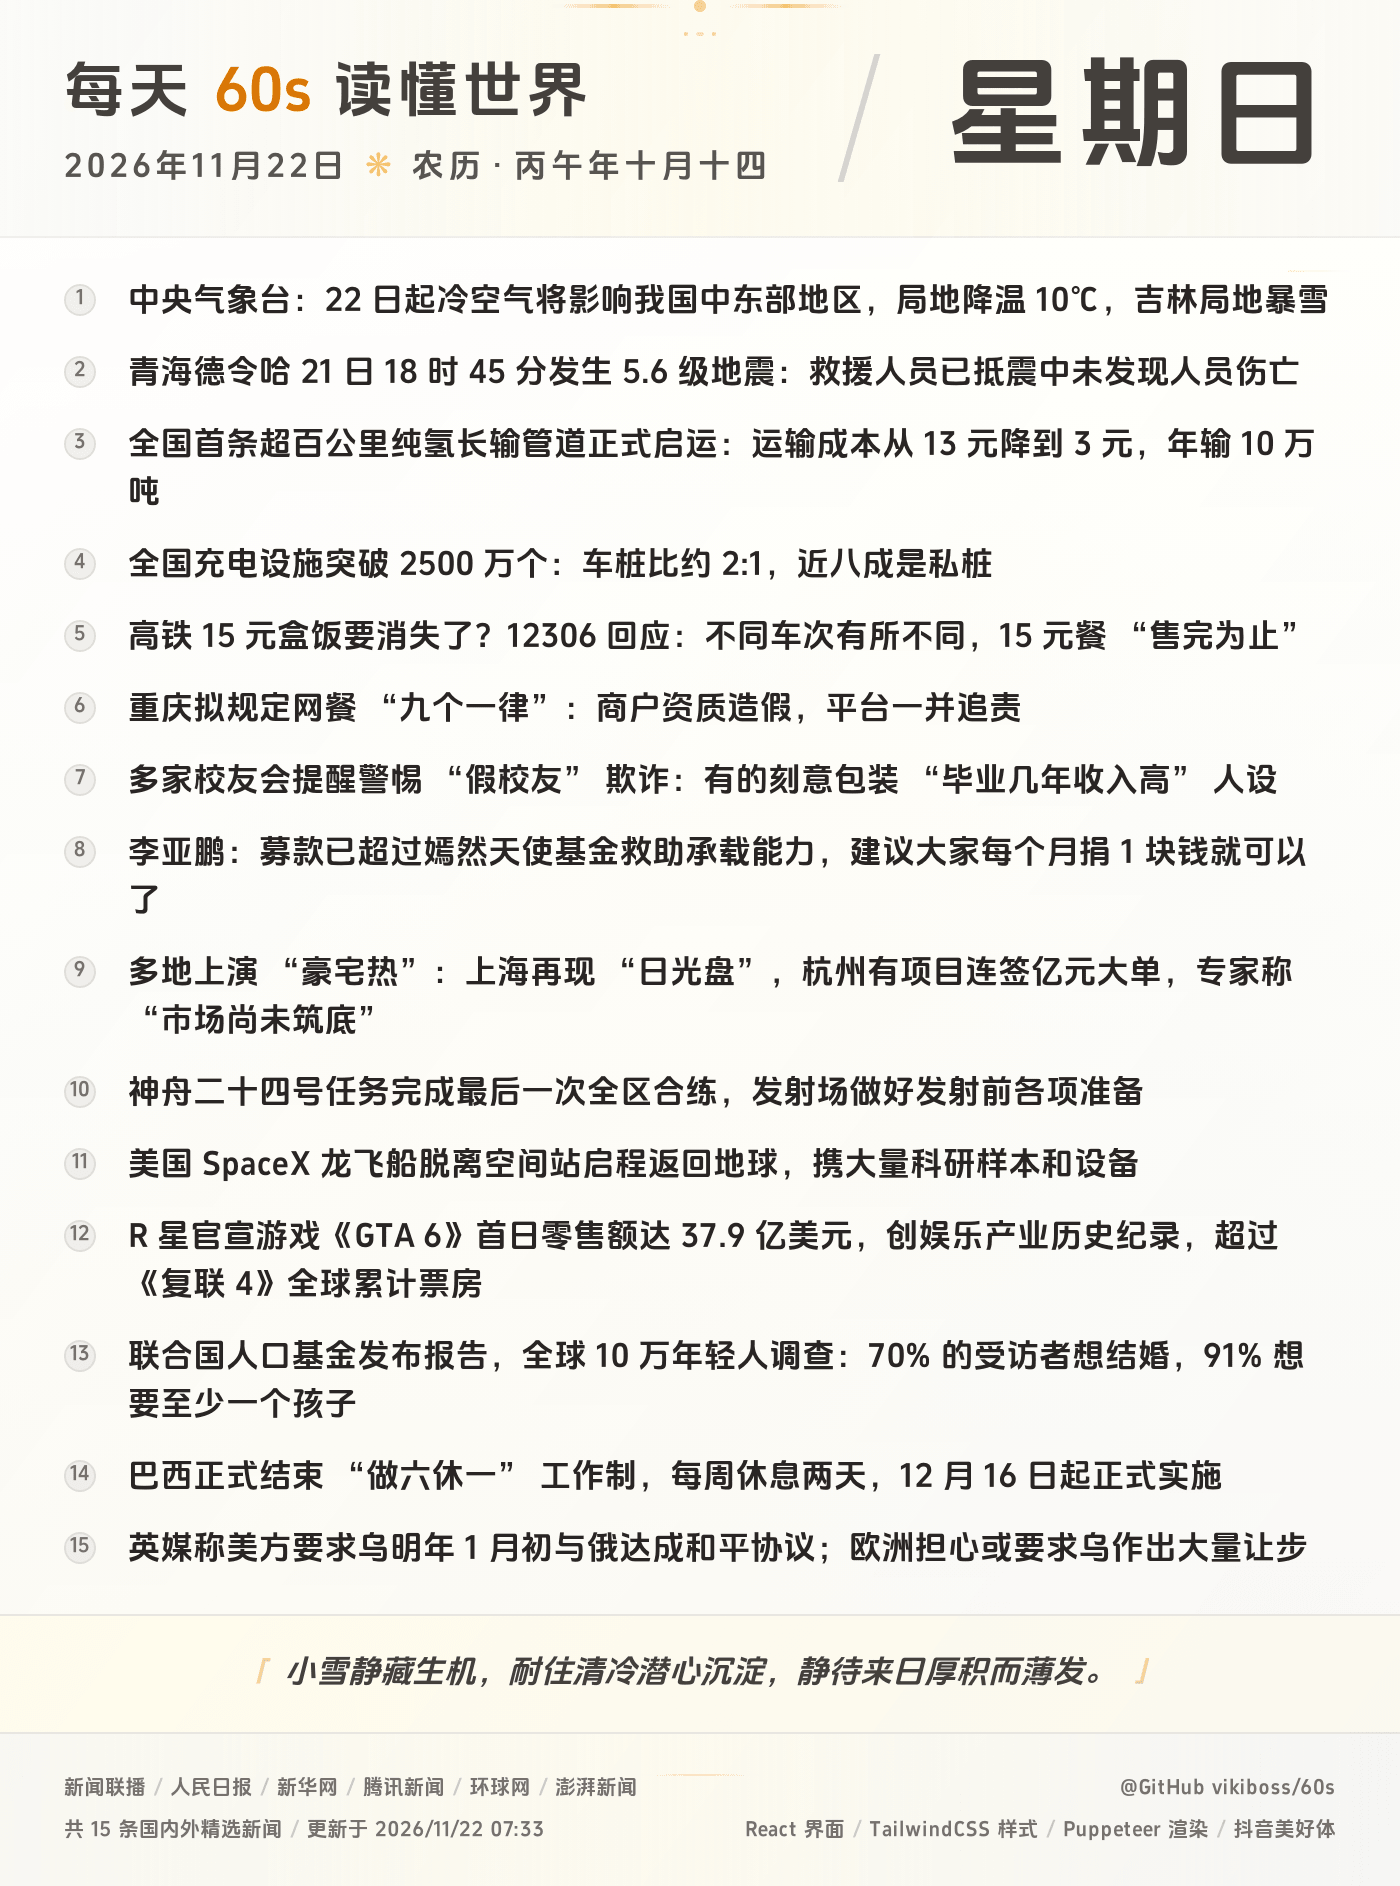 每天 60s 读懂世界
2026年11月22日 ❋ 农历·丙午年十月十四
星期日
1 中央气象台：22 日起冷空气将影响我国中东部地区，局地降温 10℃，吉林局地暴雪
2 青海德令哈 21 日 18 时 45 分发生 5.6 级地震：救援人员已抵震中未发现人员伤亡
3 全国首条超百公里纯氢长输管道正式启运：运输成本从 13 元降到 3 元，年输 10 万
吨
4 全国充电设施突破 2500 万个：车桩比约 2:1，近八成是私桩
5 高铁 15 元盒饭要消失了？12306 回应：不同车次有所不同，15 元餐 “售完为止”
6 重庆拟规定网餐 “九个一律”：商户资质造假，平台一并追责
7 多家校友会提醒警惕 “假校友” 欺诈：有的刻意包装 “毕业几年收入高” 人设
8 李亚鹏：募款已超过嫣然天使基金救助承载能力，建议大家每个月捐 1 块钱就可以
了
9 多地上演 “豪宅热”：上海再现 “日光盘”，杭州有项目连签亿元大单，专家称
“市场尚未筑底”
10 神舟二十四号任务完成最后一次全区合练，发射场做好发射前各项准备
11 美国 SpaceX 龙飞船脱离空间站启程返回地球，携大量科研样本和设备
12 R 星官宣游戏《GTA 6》首日零售额达 37.9 亿美元，创娱乐产业历史纪录，超过
《复联 4》全球累计票房
13 联合国人口基金发布报告，全球 10 万年轻人调查：70% 的受访者想结婚，91% 想
要至少一个孩子
14 巴西正式结束 “做六休一” 工作制，每周休息两天，12 月 16 日起正式实施
15 英媒称美方要求乌明年 1 月初与俄达成和平协议；欧洲担心或要求乌作出大量让步
「 小雪静藏生机，耐住清冷潜心沉淀，静待来日厚积而薄发。 」
新闻联播 / 人民日报 / 新华网 / 腾讯新闻 / 环球网 / 澎湃新闻
@GitHub vikiboss/60s
共 15 条国内外精选新闻 / 更新于 2026/11/22 07:33
React 界面 / TailwindCSS 样式 / Puppeteer 渲染 / 抖音美好体